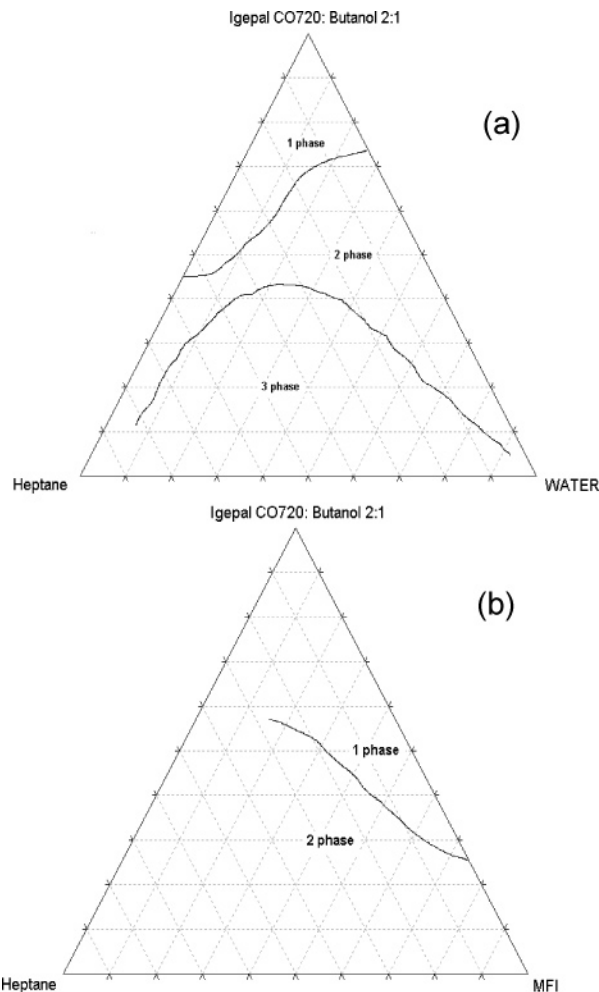 Igepal CO720: Butanol 2:1
(a)
1 phase
2 phase
3 phase
Heptane
WATER
Igepal CO720: Butanol 2:1
(b)
1 phase
2 phase
Heptane
MFI